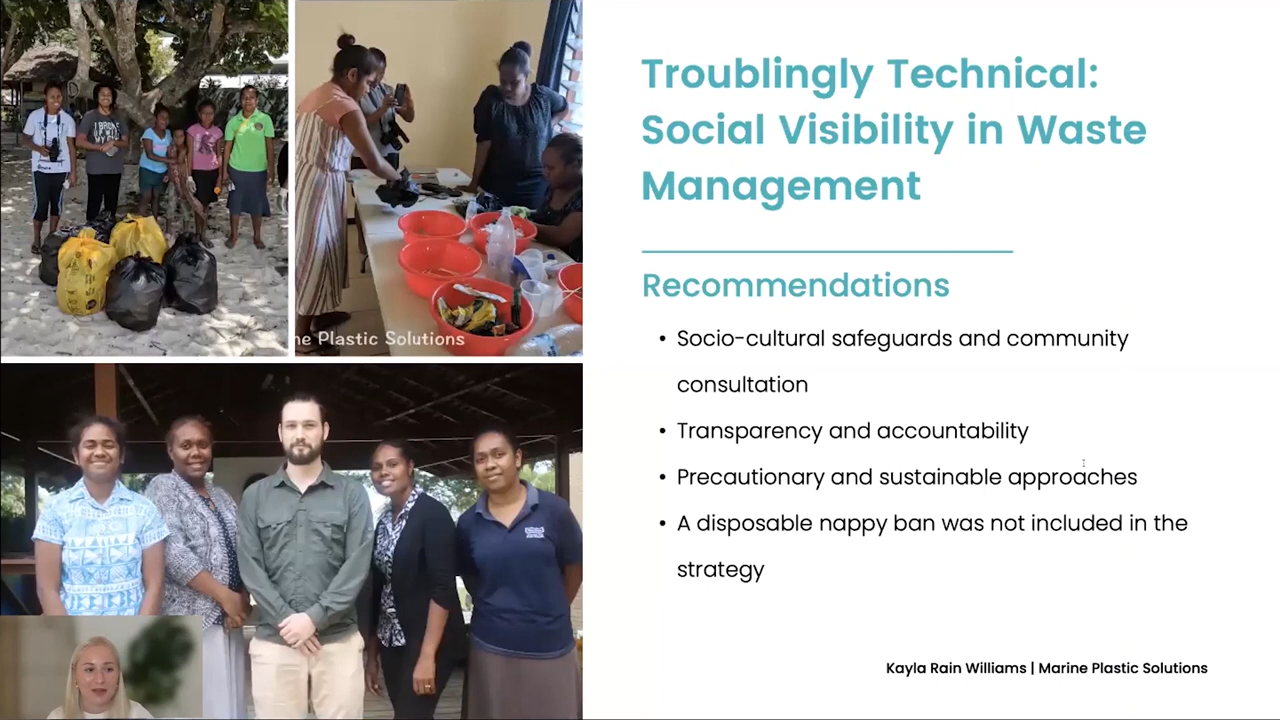 Troublingly Technical:
Social Visibility in Waste
Management
Recommendations
• Socio-cultural safeguards and community
consultation
• Transparency and accountability
• Precautionary and sustainable approaches
• A disposable nappy ban was not included in the
strategy
Kayla Rain Williams | Marine Plastic Solutions
ne Plastic Solutions